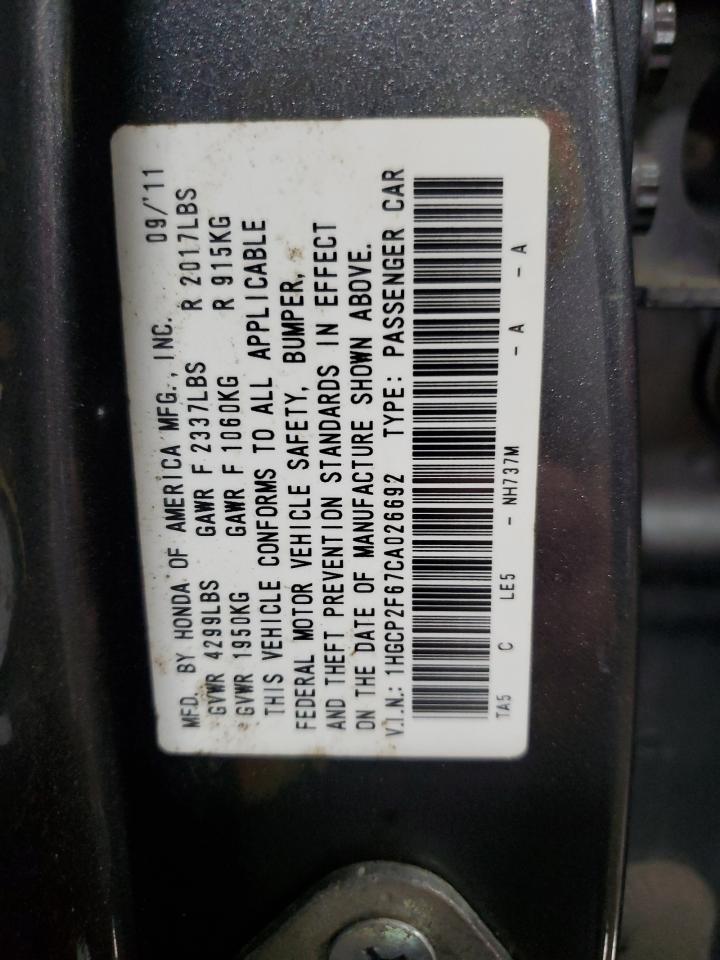 MFD. BY HONDA OF AMERICA MFG., INC. 09/'11
GVWR 4299LBS GAWR F 2337LBS R 2017LBS
GVWR 1950KG GAWR F 1060KG R 915KG
THIS VEHICLE CONFORMS TO ALL APPLICABLE
FEDERAL MOTOR VEHICLE SAFETY, BUMPER,
AND THEFT PREVENTION STANDARDS IN EFFECT
ON THE DATE OF MANUFACTURE SHOWN ABOVE.
V.I.N.: 1HGCP2F67CA026692 TYPE: PASSENGER CAR
TA5 C LE5 - NH737M - A - A